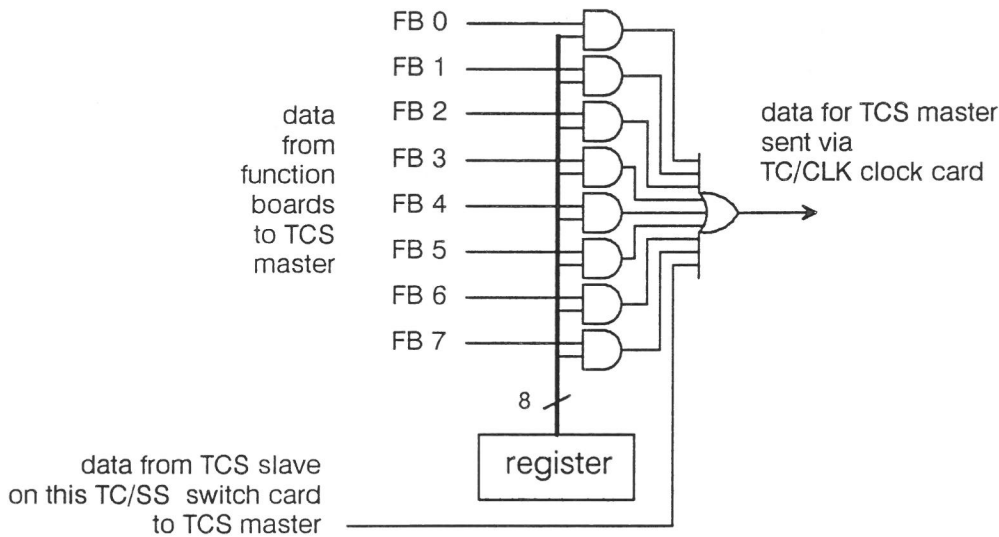 FB 0
FB 1
FB 2
FB 3
FB 4
FB 5
FB 6
FB 7
data
from
function
boards
to TCS
master
data for TCS master
sent via
TC/CLK clock card
8
register
data from TCS slave
on this TC/SS switch card
to TCS master